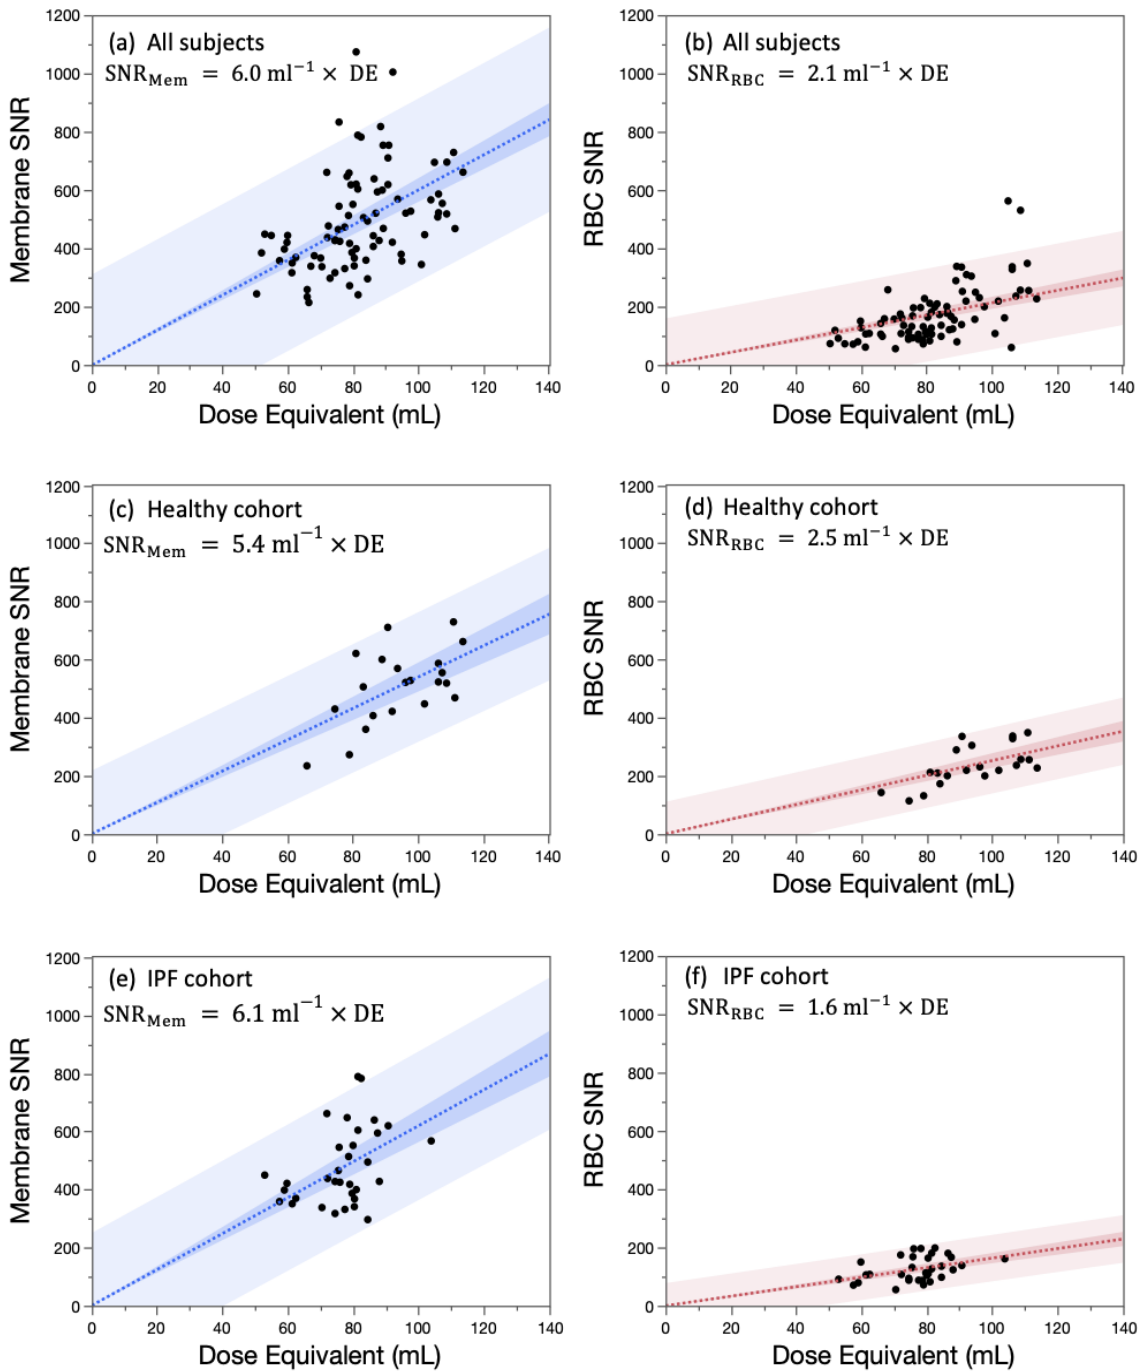 (a) All subjects
SNR_Mem = 6.0 ml⁻¹ × DE
Membrane SNR
1200
1000
800
600
400
200
0
0 20 40 60 80 100 120 140
Dose Equivalent (mL)
(b) All subjects
SNR_RBC = 2.1 ml⁻¹ × DE
RBC SNR
1200
1000
800
600
400
200
0
0 20 40 60 80 100 120 140
Dose Equivalent (mL)
(c) Healthy cohort
SNR_Mem = 5.4 ml⁻¹ × DE
Membrane SNR
1200
1000
800
600
400
200
0
0 20 40 60 80 100 120 140
Dose Equivalent (mL)
(d) Healthy cohort
SNR_RBC = 2.5 ml⁻¹ × DE
RBC SNR
1200
1000
800
600
400
200
0
0 20 40 60 80 100 120 140
Dose Equivalent (mL)
(e) IPF cohort
SNR_Mem = 6.1 ml⁻¹ × DE
Membrane SNR
1200
1000
800
600
400
200
0
0 20 40 60 80 100 120 140
Dose Equivalent (mL)
(f) IPF cohort
SNR_RBC = 1.6 ml⁻¹ × DE
RBC SNR
1200
1000
800
600
400
200
0
0 20 40 60 80 100 120 140
Dose Equivalent (mL)